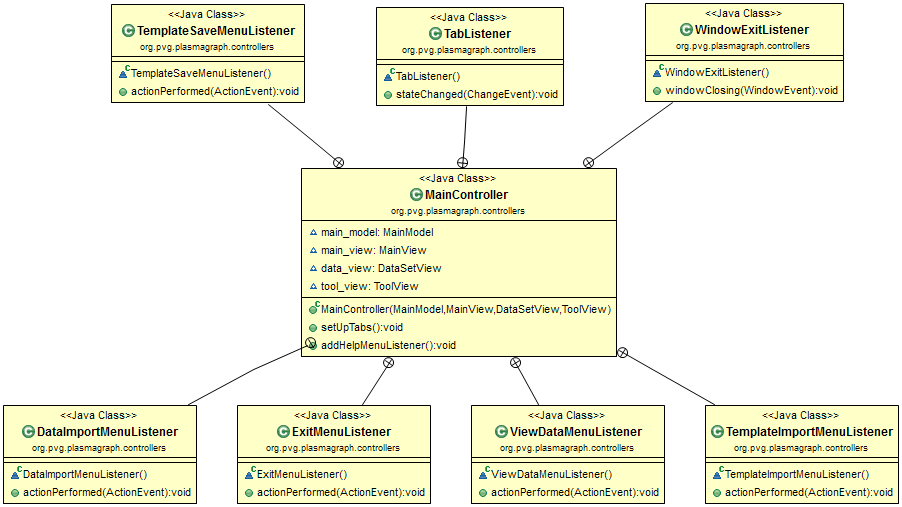 <<Java Class>>
TemplateSaveMenuListener
org.pvg.plasmagraph.controllers
TemplateSaveMenuListener()
actionPerformed(ActionEvent):void
<<Java Class>>
TabListener
org.pvg.plasmagraph.controllers
TabListener()
stateChanged(ChangeEvent):void
<<Java Class>>
WindowExitListener
org.pvg.plasmagraph.controllers
WindowExitListener()
windowClosing(WindowEvent):void
<<Java Class>>
MainController
org.pvg.plasmagraph.controllers
main_model: MainModel
main_view: MainView
data_view: DataSetView
tool_view: ToolView
MainController(MainModel,MainView,DataSetView,ToolView)
setUpTabs():void
addHelpMenuListener():void
<<Java Class>>
DataImportMenuListener
org.pvg.plasmagraph.controllers
DataImportMenuListener()
actionPerformed(ActionEvent):void
<<Java Class>>
ExitMenuListener
org.pvg.plasmagraph.controllers
ExitMenuListener()
actionPerformed(ActionEvent):void
<<Java Class>>
ViewDataMenuListener
org.pvg.plasmagraph.controllers
ViewDataMenuListener()
actionPerformed(ActionEvent):void
<<Java Class>>
TemplateImportMenuListener
org.pvg.plasmagraph.controllers
TemplateImportMenuListener()
actionPerformed(ActionEvent):void